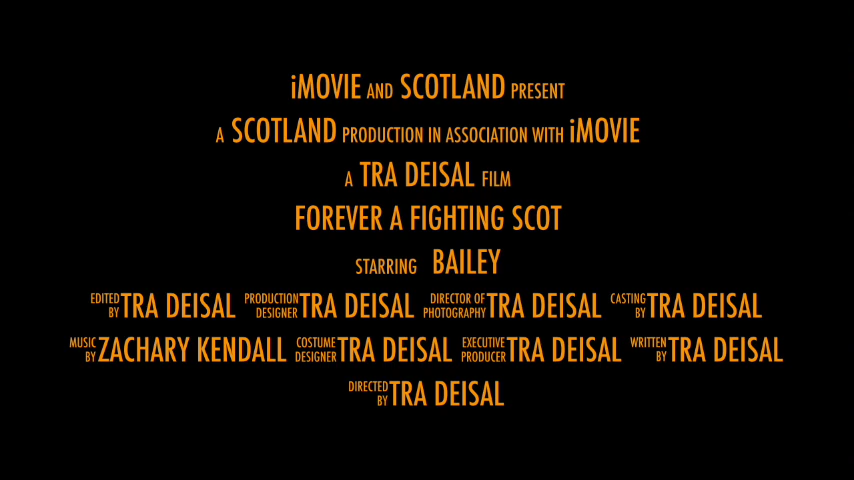 iMOVIE AND SCOTLAND PRESENT
A SCOTLAND PRODUCTION IN ASSOCIATION WITH iMOVIE
A TRA DEISAL FILM
FOREVER A FIGHTING SCOT
STARRING BAILEY
EDITED BY TRA DEISAL PRODUCTION DESIGNER TRA DEISAL DIRECTOR OF PHOTOGRAPHY TRA DEISAL CASTING BY TRA DEISAL
MUSIC BY ZACHARY KENDALL COSTUME DESIGNER TRA DEISAL EXECUTIVE PRODUCER TRA DEISAL WRITTEN BY TRA DEISAL
DIRECTED BY TRA DEISAL